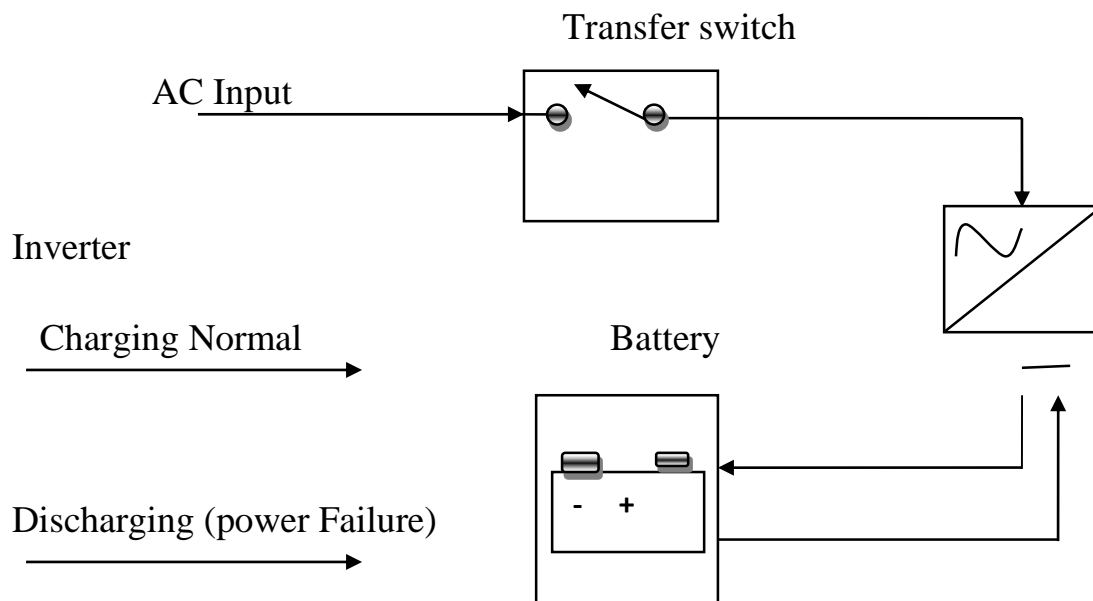 Transfer switch
AC Input
Inverter
Charging Normal
Battery
- +
Discharging (power Failure)